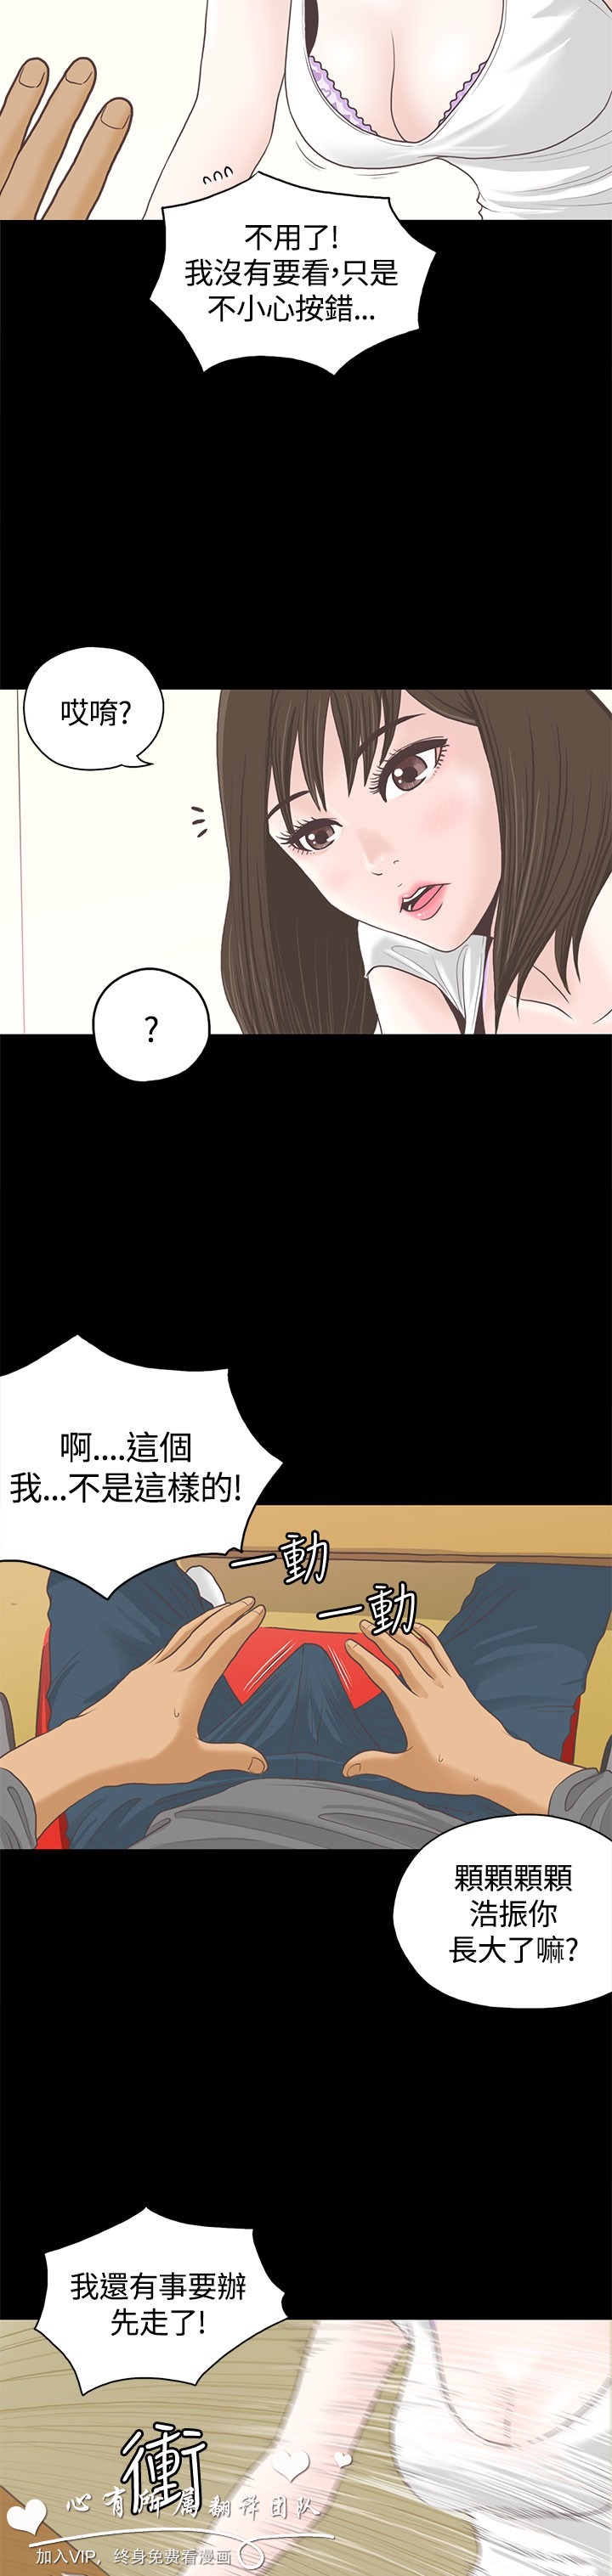 不用了!
我沒有要看,只是
不小心按錯...
哎唷?
?
啊....這個
我...不是這樣的!
一動
一動
顆顆顆顆
浩振你
長大了嘛?
我還有事要辦
先走了!
衝
心有所属翻译团队
加入VIP，终身免费看漫画